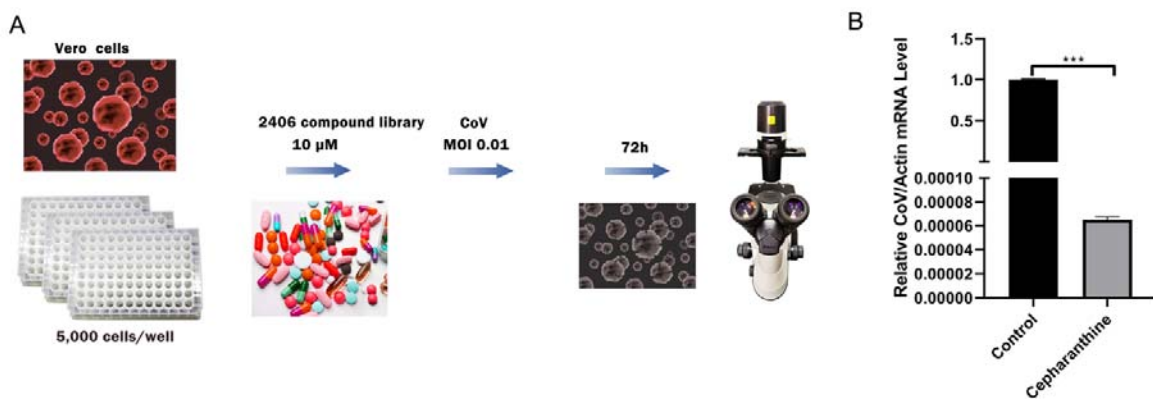 A
Vero cells
5,000 cells/well
2406 compound library
10 µM
CoV
MOI 0.01
72h
B
Relative CoV/Actin mRNA Level
1.5
1.0
0.5
0.00010
0.00008
0.00006
0.00004
0.00002
0.00000
***
Control
Cepharanthine